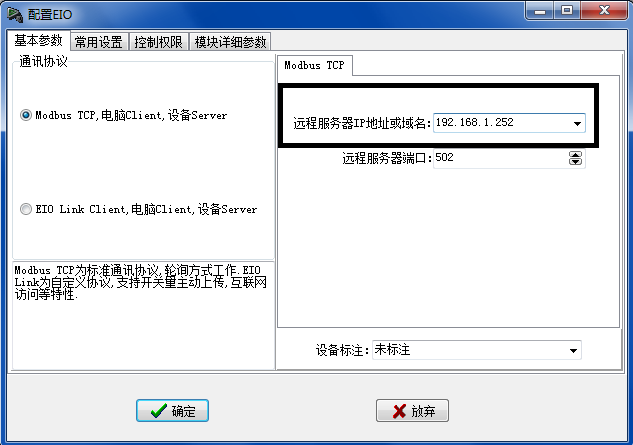 配置EIO
基本参数 常用设置 控制权限 模块详细参数
通讯协议
Modbus TCP,电脑Client,设备Server
EIO Link Client,电脑Client,设备Server
Modbus TCP为标准通讯协议,轮询方式工作.EIO
Link为自定义协议,支持开关量主动上传,互联网
访问等特性.
Modbus TCP
远程服务器IP地址或域名: 192.168.1.252
远程服务器端口: 502
设备标注: 未标注
确定
放弃